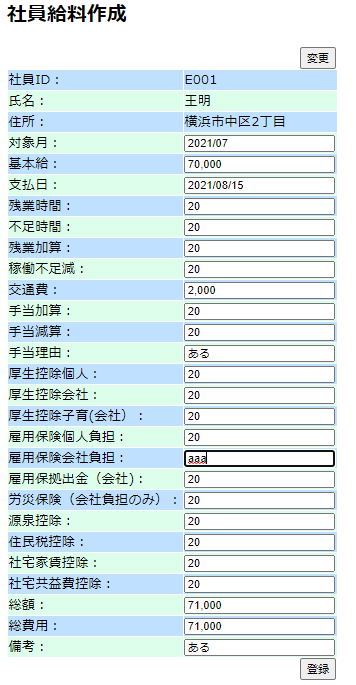 社員給料作成
変更
社員ID： E001
氏名： 王明
住所： 横浜市中区2丁目
対象月： 2021/07
基本給： 70,000
支払日： 2021/08/15
残業時間： 20
不足時間： 20
残業加算： 20
稼働不足減： 20
交通費： 2,000
手当加算： 20
手当減算： 20
手当理由： ある
厚生控除個人： 20
厚生控除会社： 20
厚生控除子育(会社）： 20
雇用保険個人負担： 20
雇用保険会社負担： aaa
雇用保拠出金（会社)： 20
労災保険（会社負担のみ）： 20
源泉控除： 20
住民税控除： 20
社宅家賃控除： 20
社宅共益費控除： 20
総額： 71,000
総費用： 71,000
備考： ある
登録